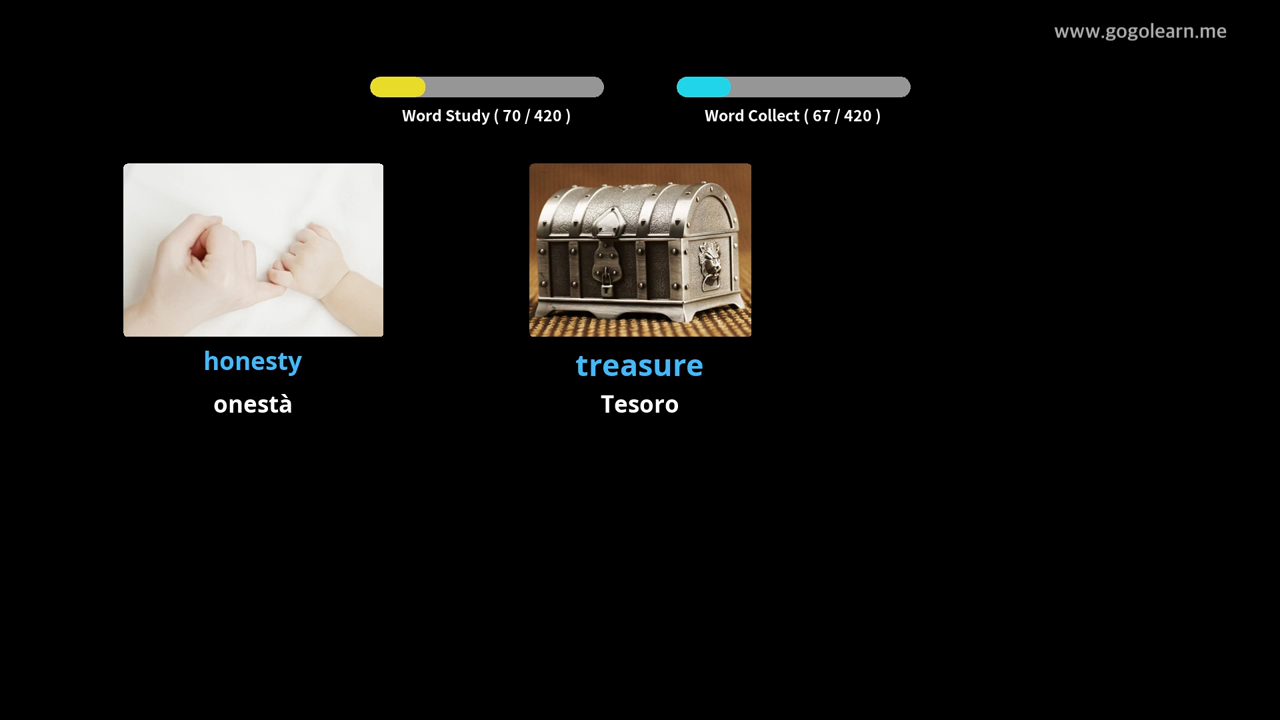 www.gogolearn.me
Word Study ( 70 / 420 )
Word Collect ( 67 / 420 )
honesty
onestà
treasure
Tesoro